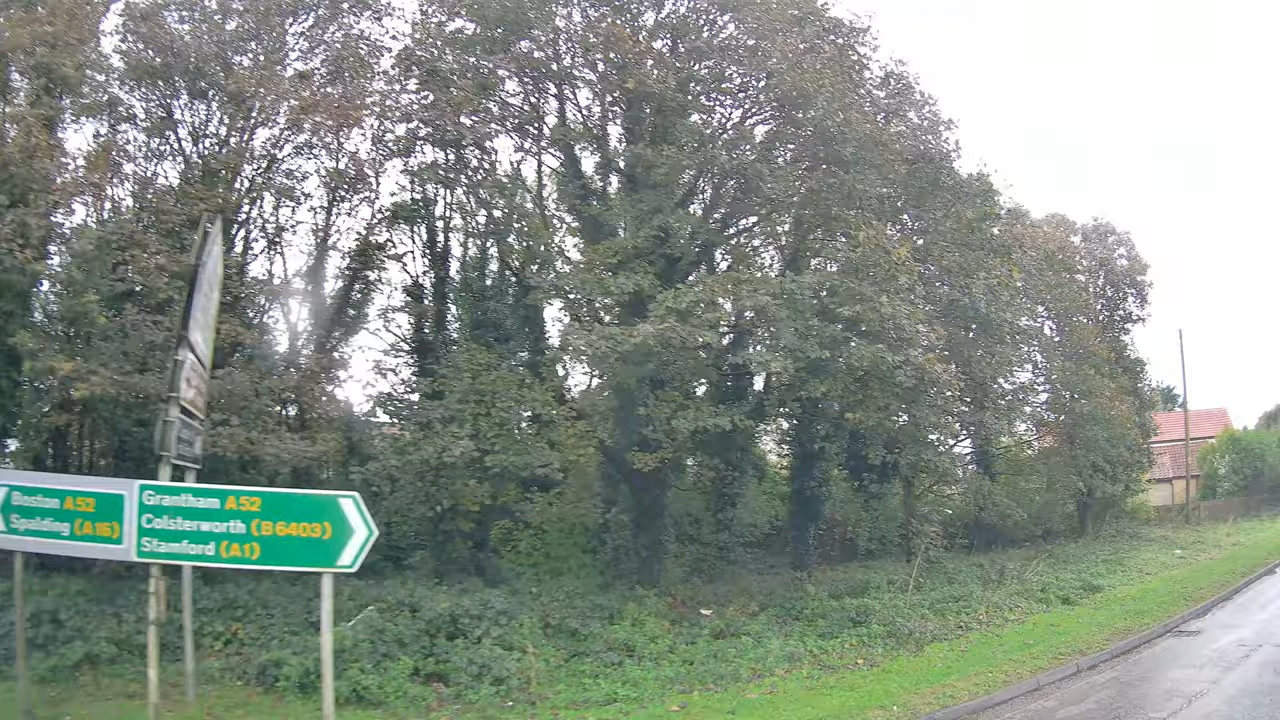 Boston A52
Spalding (A16)
Grantham A52
Colsterworth (B6403)
Stamford (A1)